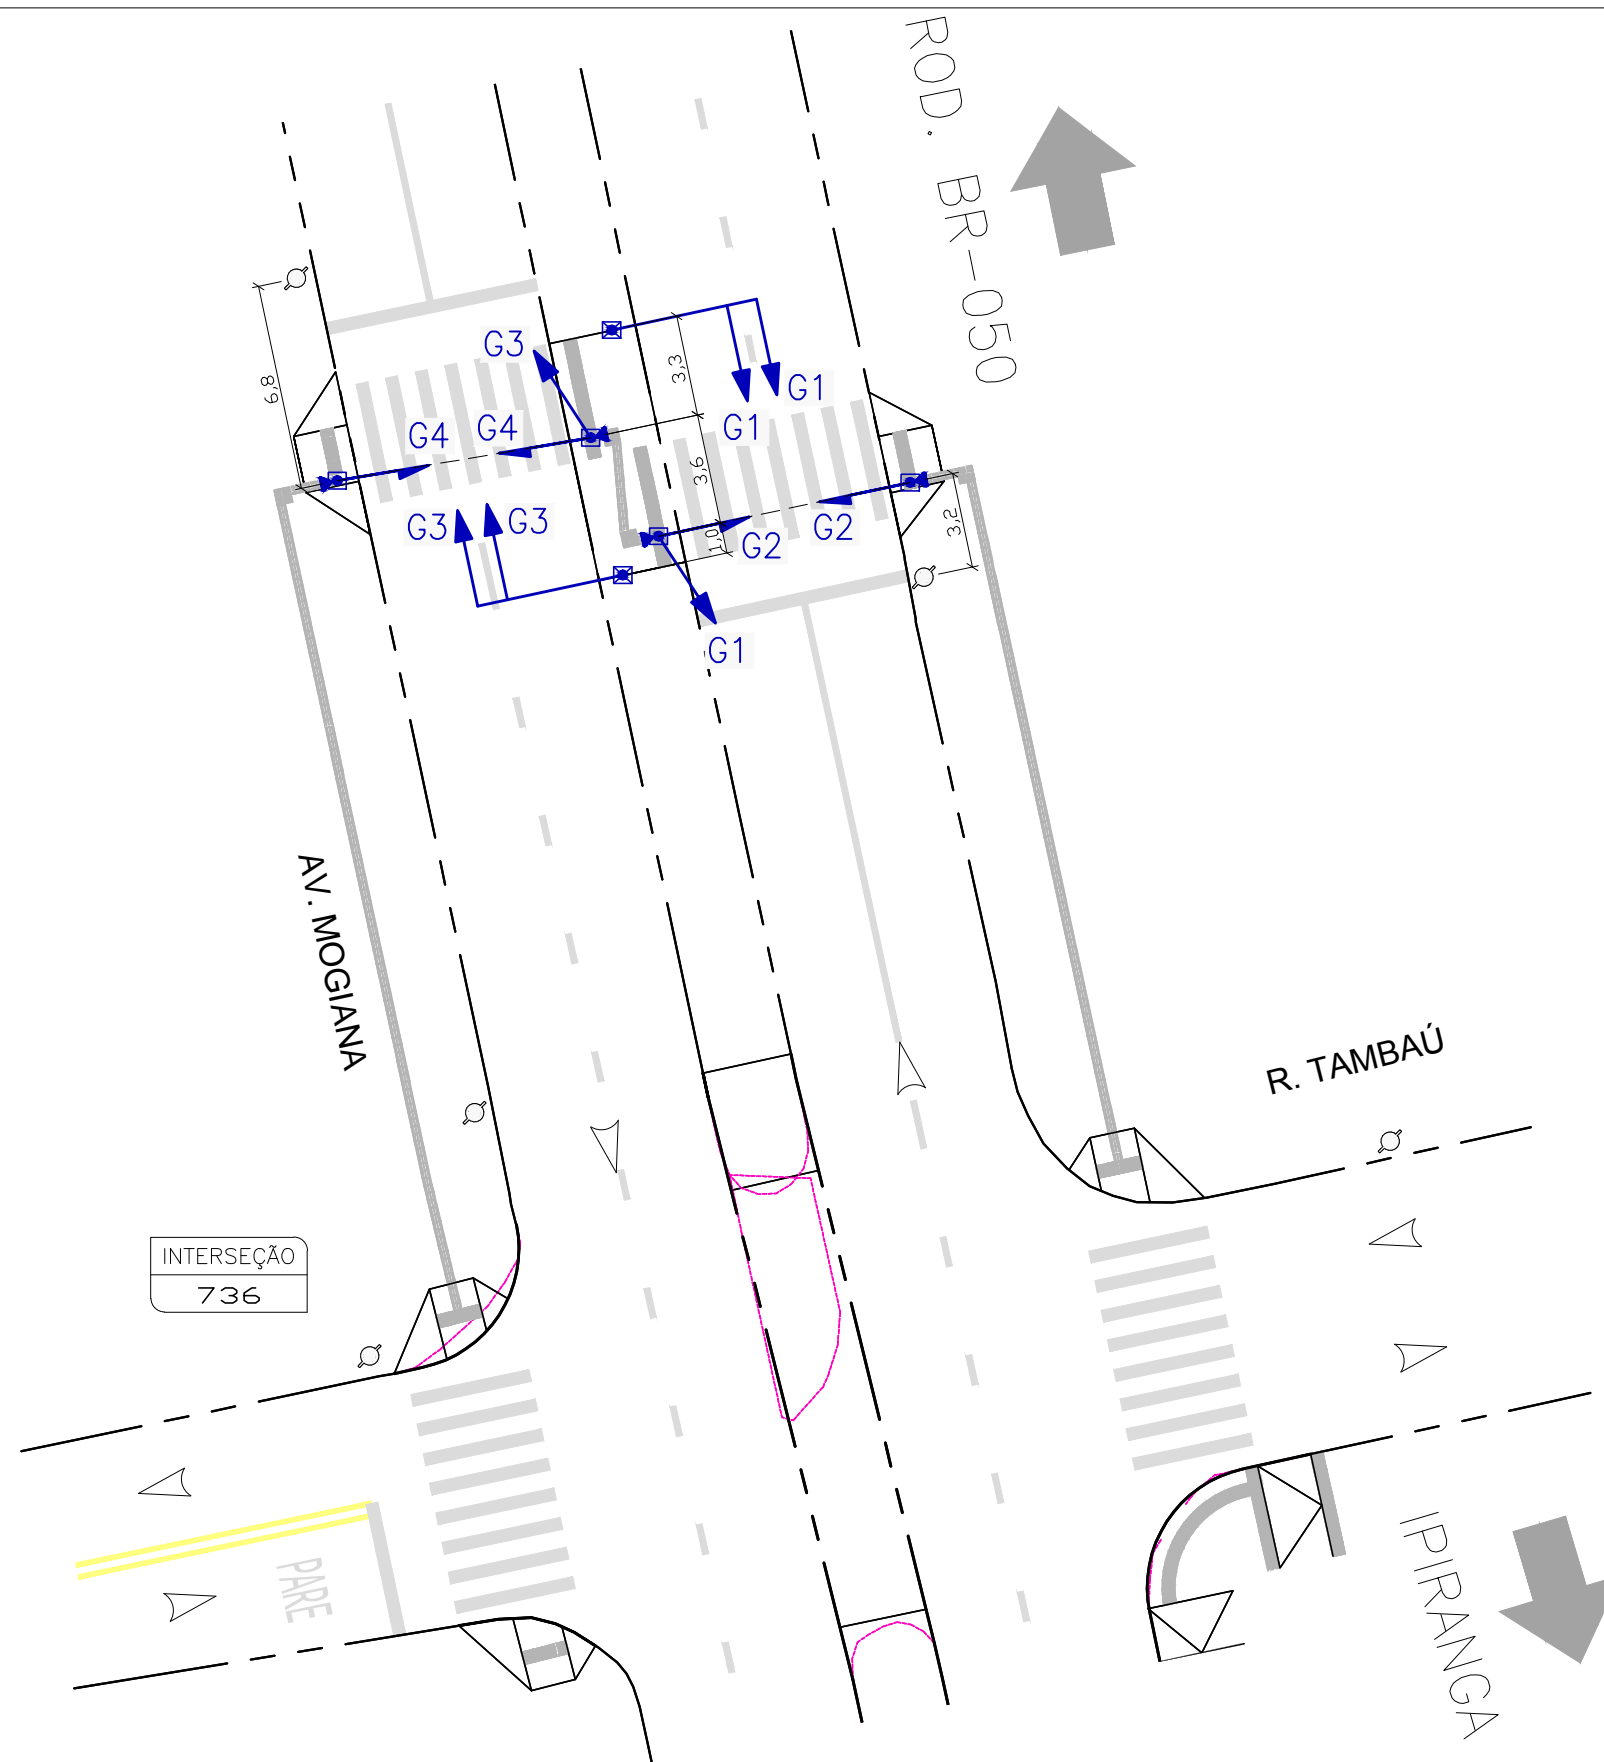 ROD. BR-050
G3
6,8
3,3
G1
G4
G4
G1
3,6
G3
G3
G2
3,2
1,0
G2
G1
AV. MOGIANA
R. TAMBAÚ
INTERSEÇÃO
736
PARE
IPIRANGA